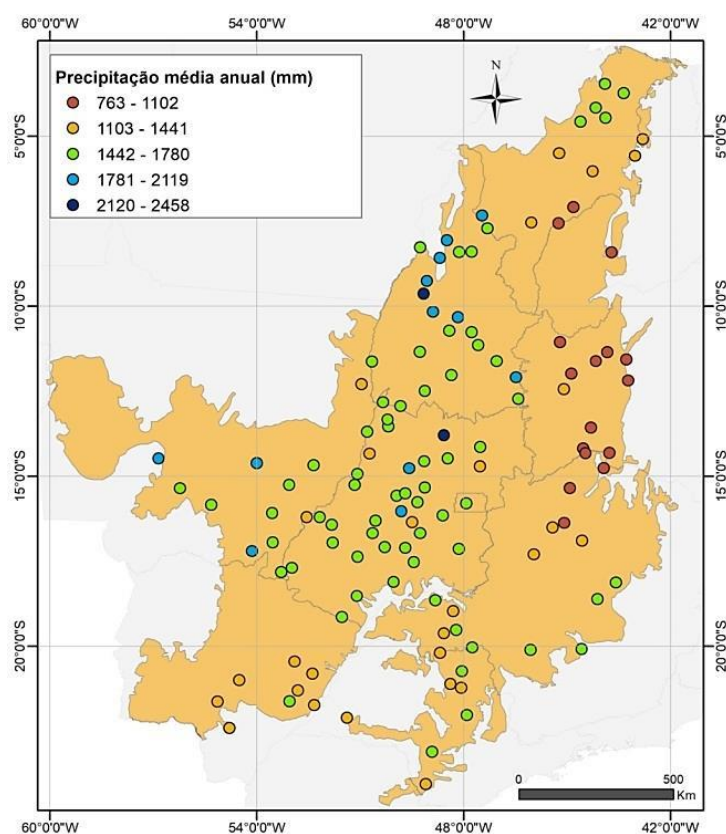 60°0'0"W 54°0'0"W 48°0'0"W 42°0'0"W
Precipitação média anual (mm)
763 - 1102
1103 - 1441
1442 - 1780
1781 - 2119
2120 - 2458
N
5°0'0"S 5°0'0"S
10°0'0"S 10°0'0"S
15°0'0"S 15°0'0"S
20°0'0"S 20°0'0"S
0 500
Km
60°0'0"W 54°0'0"W 48°0'0"W 42°0'0"W